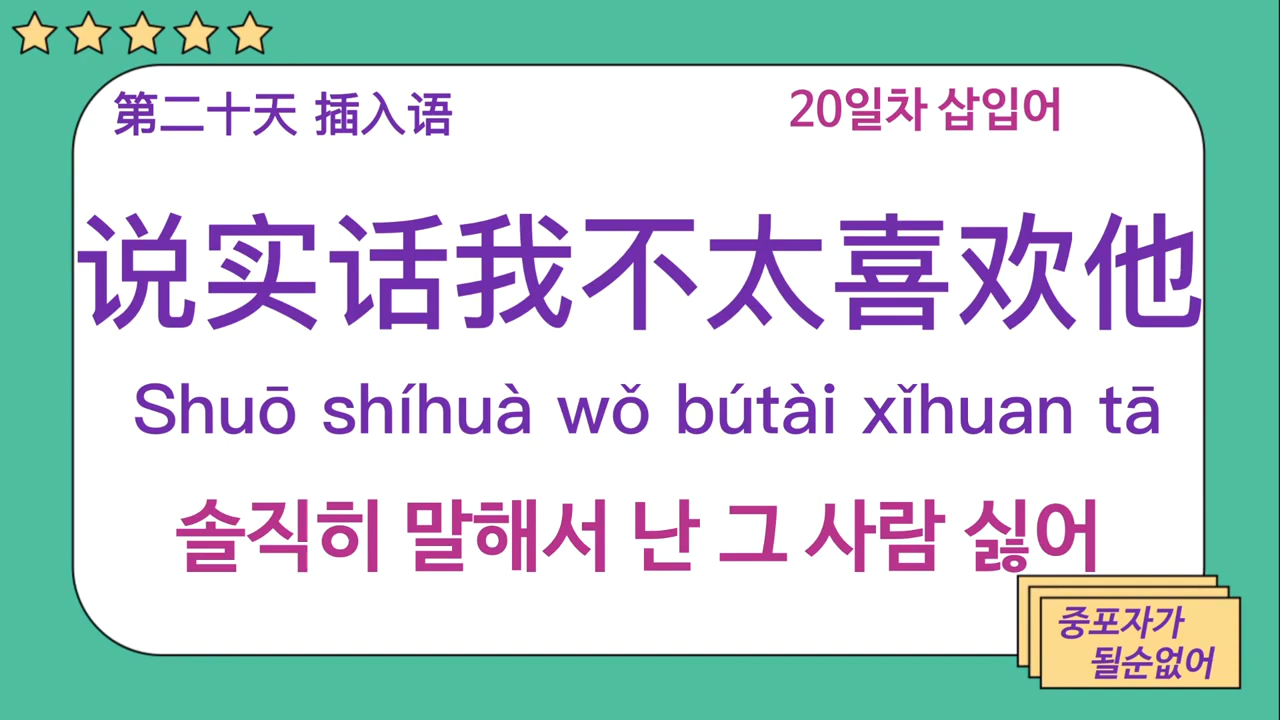 第二十天 插入语
20일차 삽입어
说实话我不太喜欢他
Shuō shíhuà wǒ bútài xǐhuan tā
솔직히 말해서 난 그 사람 싫어
중포자가
될순없어